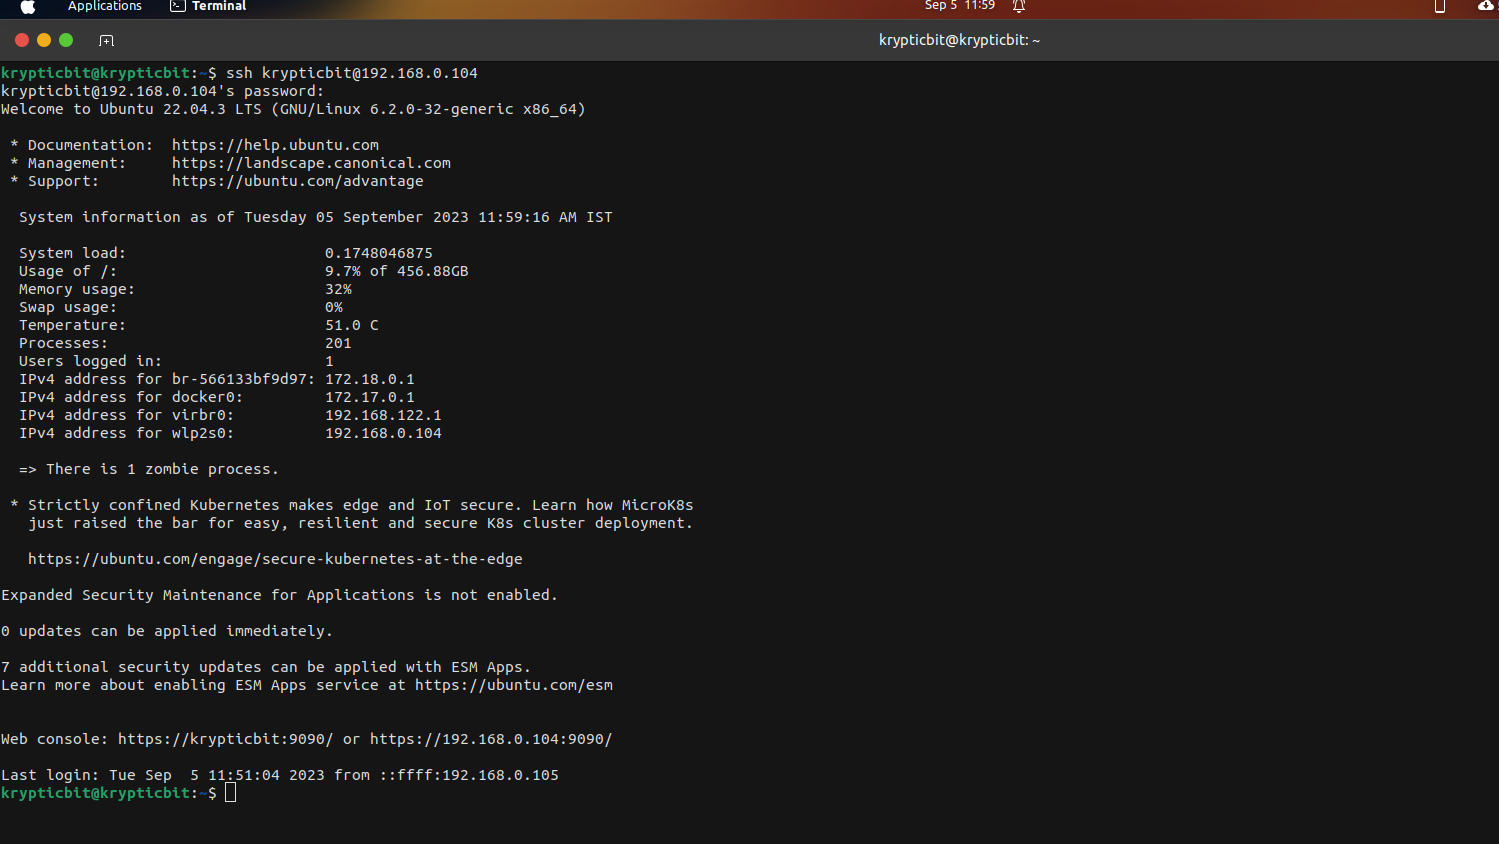 Applications Terminal Sep 5 11:59
krypticbit@krypticbit: ~
krypticbit@krypticbit:~$ ssh krypticbit@192.168.0.104
krypticbit@192.168.0.104's password:
Welcome to Ubuntu 22.04.3 LTS (GNU/Linux 6.2.0-32-generic x86_64)
* Documentation:  https://help.ubuntu.com
* Management:     https://landscape.canonical.com
* Support:        https://ubuntu.com/advantage
System information as of Tuesday 05 September 2023 11:59:16 AM IST
System load:                      0.1748046875
Usage of /:                       9.7% of 456.88GB
Memory usage:                     32%
Swap usage:                       0%
Temperature:                      51.0 C
Processes:                        201
Users logged in:                  1
IPv4 address for br-566133bf9d97: 172.18.0.1
IPv4 address for docker0:         172.17.0.1
IPv4 address for virbr0:          192.168.122.1
IPv4 address for wlp2s0:          192.168.0.104
=> There is 1 zombie process.
* Strictly confined Kubernetes makes edge and IoT secure. Learn how MicroK8s
just raised the bar for easy, resilient and secure K8s cluster deployment.
https://ubuntu.com/engage/secure-kubernetes-at-the-edge
Expanded Security Maintenance for Applications is not enabled.
0 updates can be applied immediately.
7 additional security updates can be applied with ESM Apps.
Learn more about enabling ESM Apps service at https://ubuntu.com/esm
Web console: https://krypticbit:9090/ or https://192.168.0.104:9090/
Last login: Tue Sep  5 11:51:04 2023 from ::ffff:192.168.0.105
krypticbit@krypticbit:~$